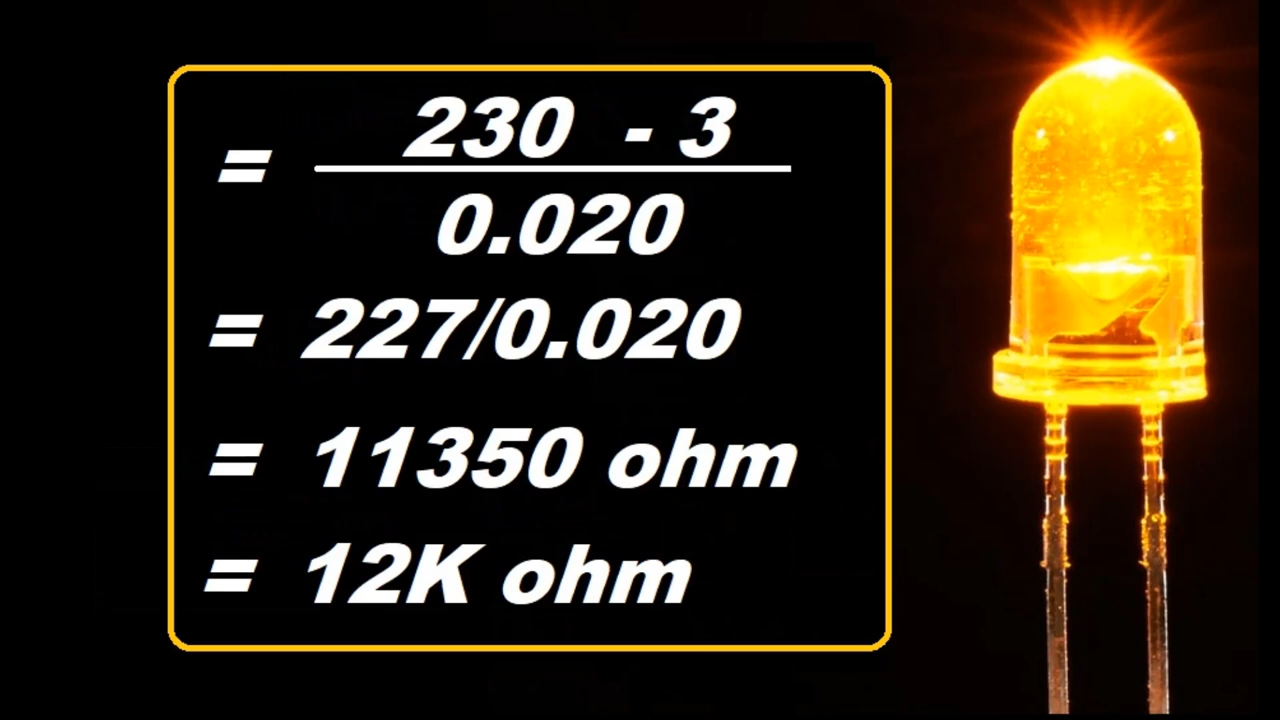 = 230 - 3
0.020
= 227/0.020
= 11350 ohm
= 12K ohm